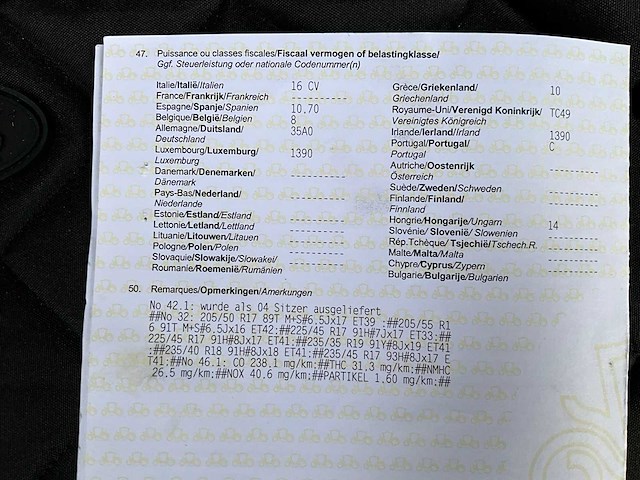 47. Puissance ou classes fiscales/Fiscaal vermogen of belastingklasse/
Ggf. Steuerleistung oder nationale Codenummer(n)
Italie/Italië/Italien 16 CV
France/Frankrijk/Frankreich ----------
Espagne/Spanje/Spanien 10.70
Belgique/België/Belgien 8
Allemagne/Duitsland/ 35A0
Deutschland
Luxembourg/Luxemburg/ 1390
Luxemburg
Danemark/Denemarken/ ----------
Dänemark
Pays-Bas/Nederland/ ----------
Niederlande
Estonie/Estland/Estland ----------
Lettonie/Letland/Lettland ----------
Lituanie/Litouwen/Litauen ----------
Pologne/Polen/Polen ----------
Slovaquie/Slowakije/Slowakei/ ----------
Roumanie/Roemenië/Rumänien ----------
Grèce/Griekenland/ 10
Griechenland
Royaume-Uni/Verenigd Koninkrijk/ TC49
Vereinigtes Königreich
Irlande/Ierland/Irland 1390
Portugal/Portugal/ C
Portugal
Autriche/Oostenrijk ----------
Österreich
Suède/Zweden/Schweden ----------
Finlande/Finland/ ----------
Finnland
Hongrie/Hongarije/Ungarn 14
Slovénie/ Slovenië/ Slowenien ----------
Rép.Tchèque/ Tsjechië/Tschech.R. ----------
Malte/Malta/Malta ----------
Chypre/Cyprus/Zypern ----------
Bulgarie/Bulgarije/Bulgarien ----------
50. Remarques/Opmerkingen/Amerkungen
No 42.1: wurde als 04 Sitzer ausgeliefert
##No 32: 205/50 R17 89T M+S#6.5Jx17 ET39 :##205/55 R1
6 91T M+S#6.5Jx16 ET42:##225/45 R17 91H#7Jx17 ET33:##
225/45 R17 91H#8Jx17 ET41:##235/35 R19 91Y#8Jx19 ET41
:##235/40 R18 91H#8Jx18 ET41:##235/45 R17 93H#8Jx17 E
T41:##No 46.1: CO 238.1 mg/km:##THC 31.3 mg/km:##NMHC
26.5 mg/km:##NOX 40.6 mg/km:##PARTIKEL 1.60 mg/km:##